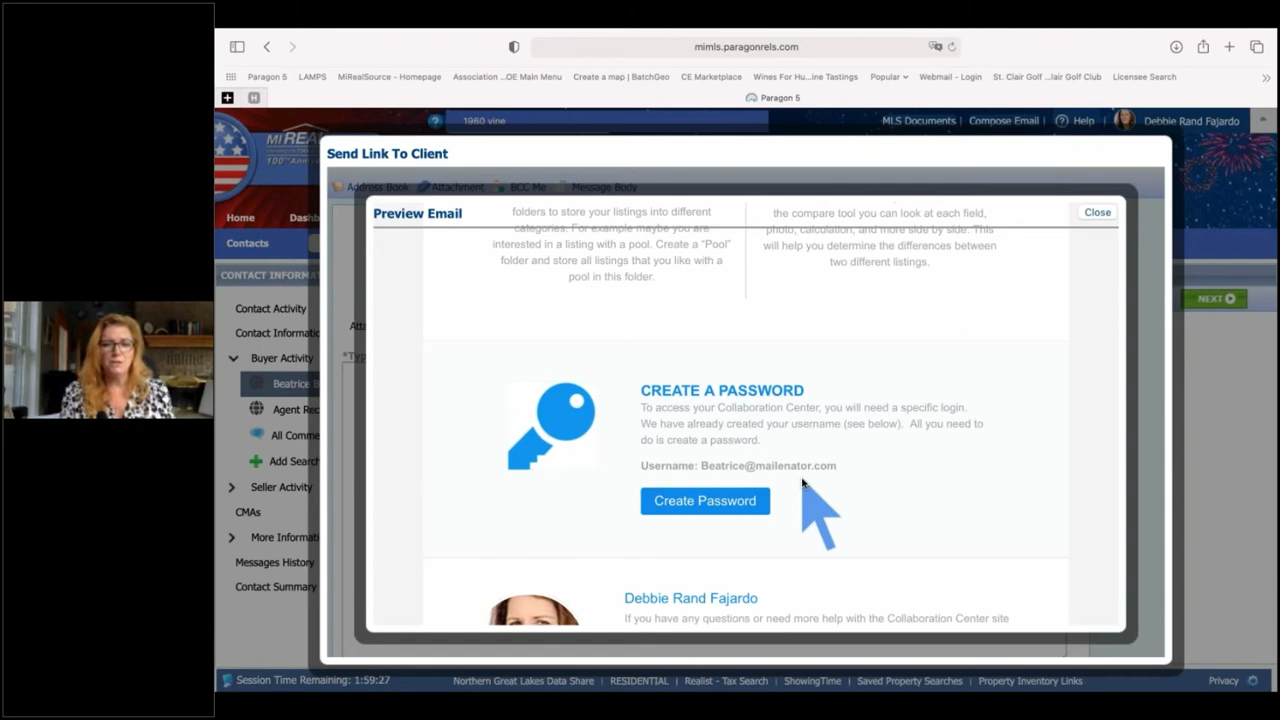 mimls.paragonrels.com
Paragon 5
LAMPS
MiRealSource - Homepage
Association ...OE Main Menu
Create a map | BatchGeo
CE Marketplace
Wines For Hu...ine Tastings
Popular
Webmail - Login
St. Clair Golf ...lair Golf Club
Licensee Search
H
Paragon 5
1960 vine
MLS Documents
Compose Email
Help
Debbie Rand Fajardo
MiREAL
100th
Send Link To Client
Address Book
Attachment
BCC Me
Message Body
Home
Dashb
Preview Email
Close
Contacts
CONTACT INFORMA
Contact Activity
Contact Informati
Buyer Activity
Beatrice B
Agent Rec
All Comme
Add Search
Seller Activity
CMAs
More Informati
Messages History
Contact Summary
Atta
*Typ
NEXT
folders to store your listings into different
categories. For example maybe you are
interested in a listing with a pool. Create a "Pool"
folder and store all listings that you like with a
pool in this folder.
the compare tool you can look at each field,
photo, calculation, and more side by side. This
will help you determine the differences between
two different listings.
CREATE A PASSWORD
To access your Collaboration Center, you will need a specific login.
We have already created your username (see below). All you need to
do is create a password.
Username: Beatrice@mailenator.com
Create Password
Debbie Rand Fajardo
If you have any questions or need more help with the Collaboration Center site
Session Time Remaining: 1:59:27
Northern Great Lakes Data Share
RESIDENTIAL
Realist - Tax Search
ShowingTime
Saved Property Searches
Property Inventory Links
Privacy